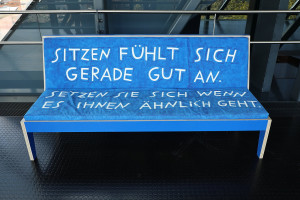 SITZEN FÜHLT SICH
GERADE GUT AN.
SETZEN SIE SICH WENN
ES IHNEN ÄHNLICH GEHT.